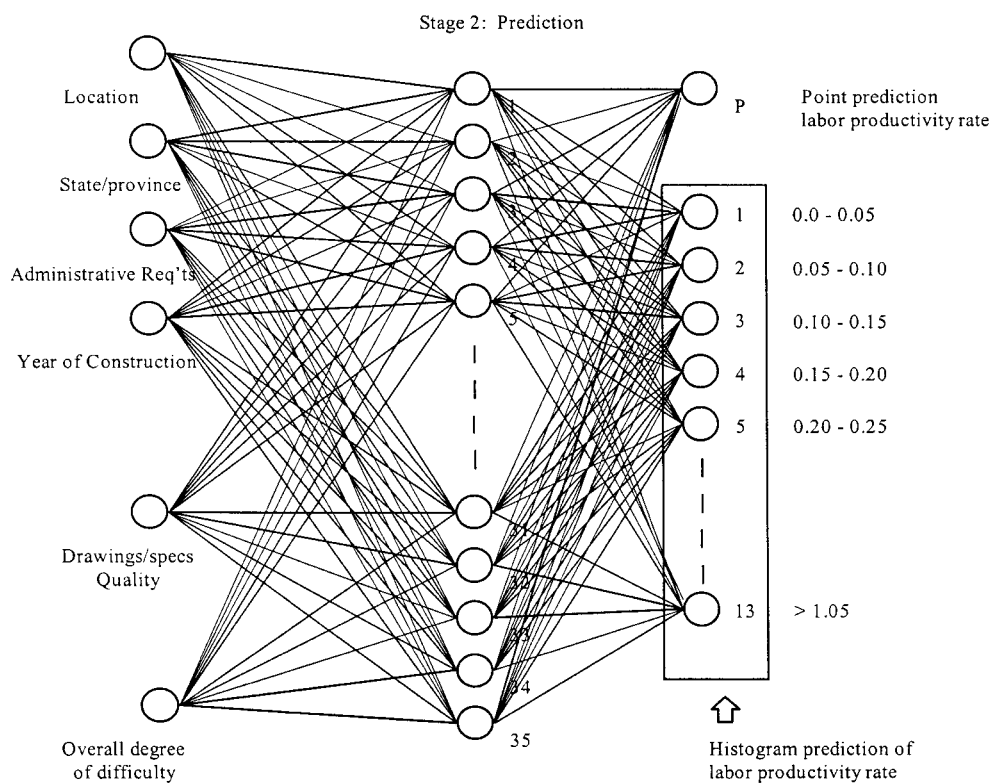 Stage 2: Prediction
Location
State/province
Administrative Req'ts
Year of Construction
Drawings/specs
Quality
Overall degree
of difficulty
1
2
3
4
5
31
32
33
34
35
P
Point prediction
labor productivity rate
1 0.0 - 0.05
2 0.05 - 0.10
3 0.10 - 0.15
4 0.15 - 0.20
5 0.20 - 0.25
13 > 1.05
Histogram prediction of
labor productivity rate